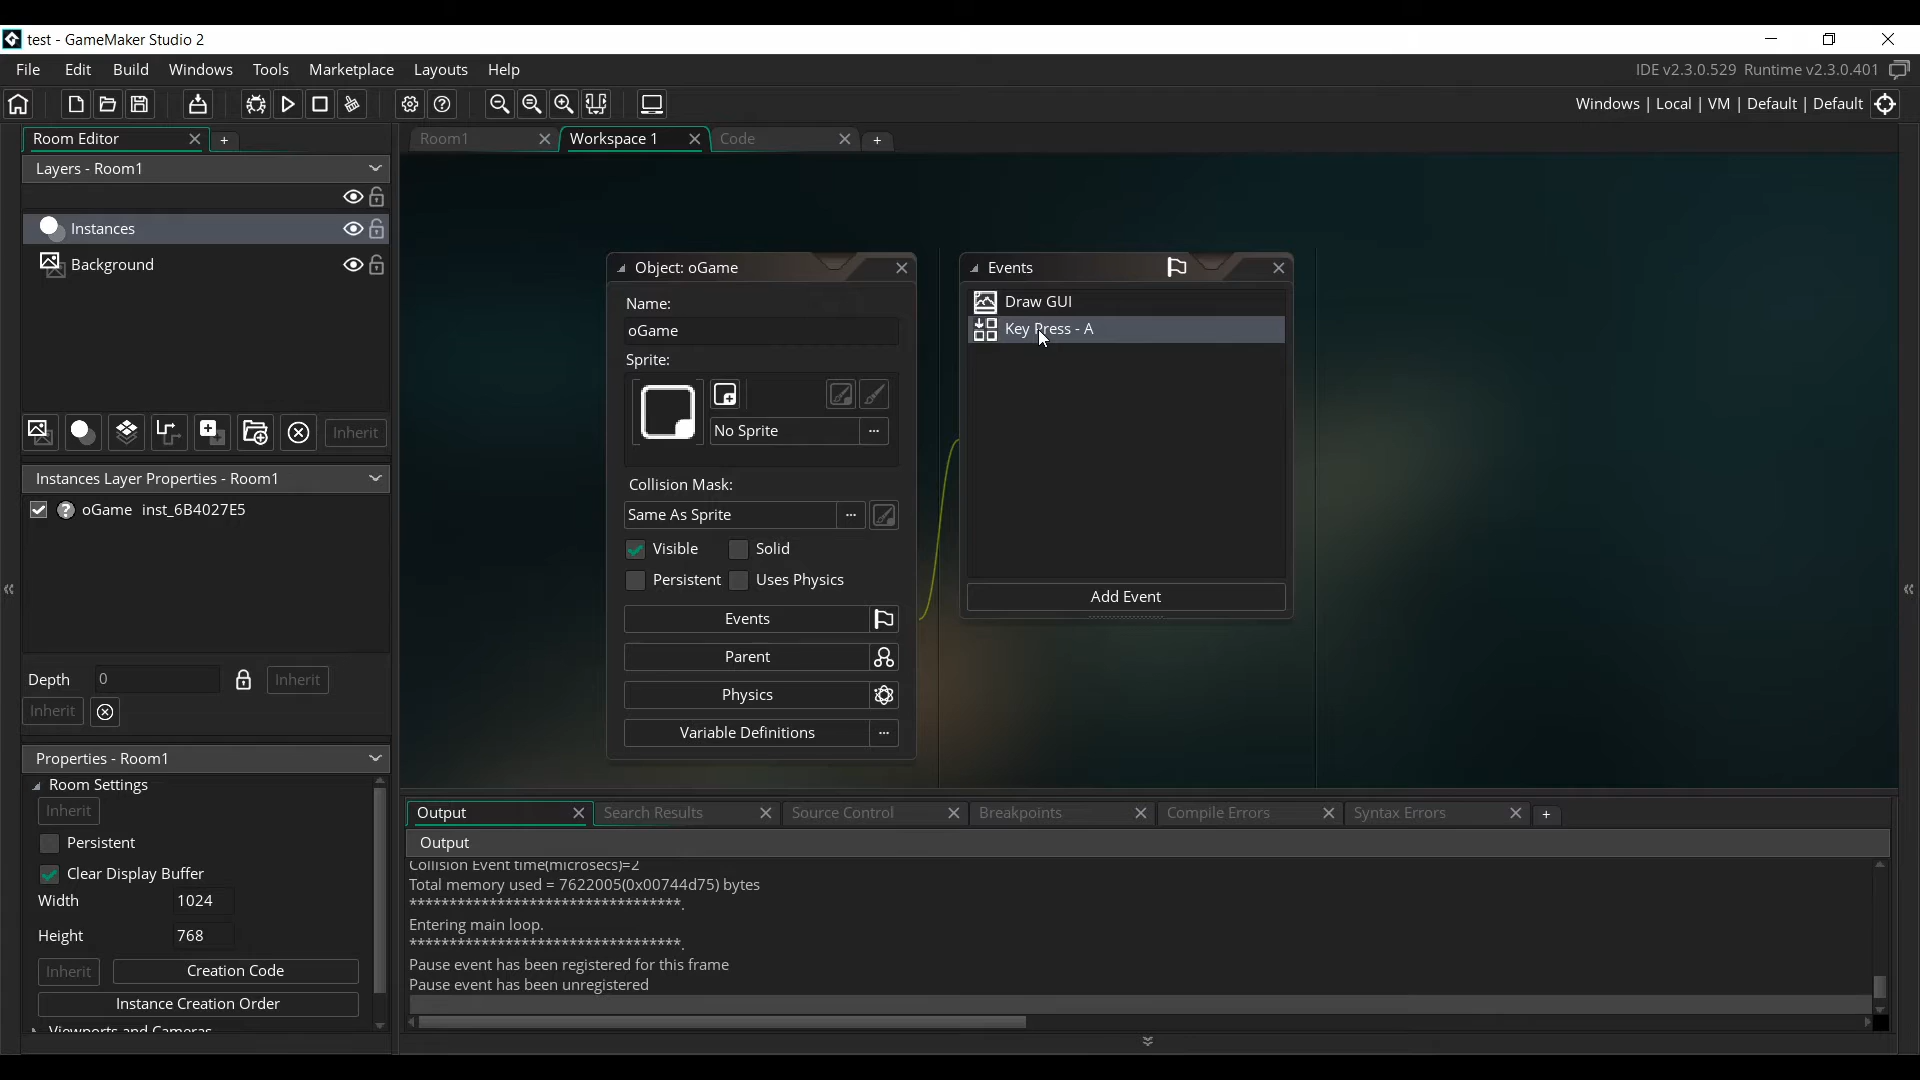 test - GameMaker Studio 2
File Edit Build Windows Tools Marketplace Layouts Help
IDE v2.3.0.529 Runtime v2.3.0.401
Windows | Local | VM | Default | Default
Room Editor
Layers - Room1
Instances
Background
Inherit
Instances Layer Properties - Room1
oGame inst_6B4027E5
Depth 0 Inherit
Inherit
Properties - Room1
Room Settings
Inherit
Persistent
Clear Display Buffer
Width 1024
Height 768
Inherit Creation Code
Instance Creation Order
Viewports and Cameras
Room1 Workspace 1 Code
Object: oGame
Name:
oGame
Sprite:
No Sprite
Collision Mask:
Same As Sprite
Visible Solid
Persistent Uses Physics
Events
Parent
Physics
Variable Definitions
Events
Draw GUI
Key Press - A
Add Event
Output Search Results Source Control Breakpoints Compile Errors Syntax Errors
Output
Collision Event time(microsecs)=2
Total memory used = 7622005(0x00744d75) bytes
**********************************.
Entering main loop.
**********************************.
Pause event has been registered for this frame
Pause event has been unregistered